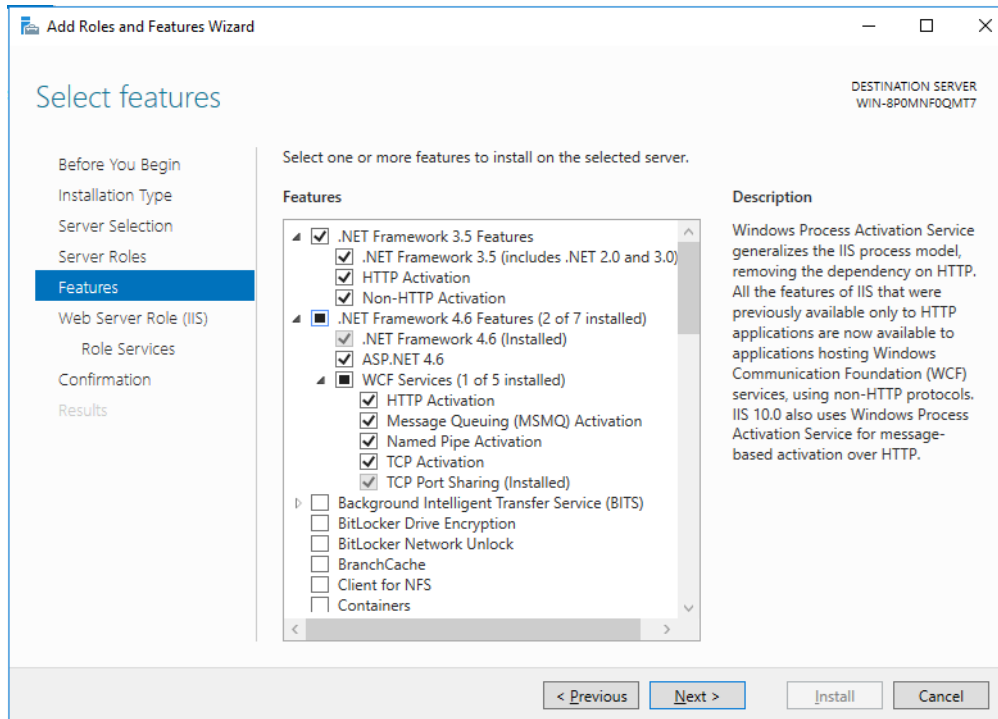 Add Roles and Features Wizard
Select features
DESTINATION SERVER
WIN-8P0MNF0QMT7
Before You Begin
Installation Type
Server Selection
Server Roles
Features
Web Server Role (IIS)
Role Services
Confirmation
Results
Select one or more features to install on the selected server.
Features
.NET Framework 3.5 Features
.NET Framework 3.5 (includes .NET 2.0 and 3.0)
HTTP Activation
Non-HTTP Activation
.NET Framework 4.6 Features (2 of 7 installed)
.NET Framework 4.6 (Installed)
ASP.NET 4.6
WCF Services (1 of 5 installed)
HTTP Activation
Message Queuing (MSMQ) Activation
Named Pipe Activation
TCP Activation
TCP Port Sharing (Installed)
Background Intelligent Transfer Service (BITS)
BitLocker Drive Encryption
BitLocker Network Unlock
BranchCache
Client for NFS
Containers
Description
Windows Process Activation Service
generalizes the IIS process model,
removing the dependency on HTTP.
All the features of IIS that were
previously available only to HTTP
applications are now available to
applications hosting Windows
Communication Foundation (WCF)
services, using non-HTTP protocols.
IIS 10.0 also uses Windows Process
Activation Service for message-
based activation over HTTP.
< Previous
Next >
Install
Cancel